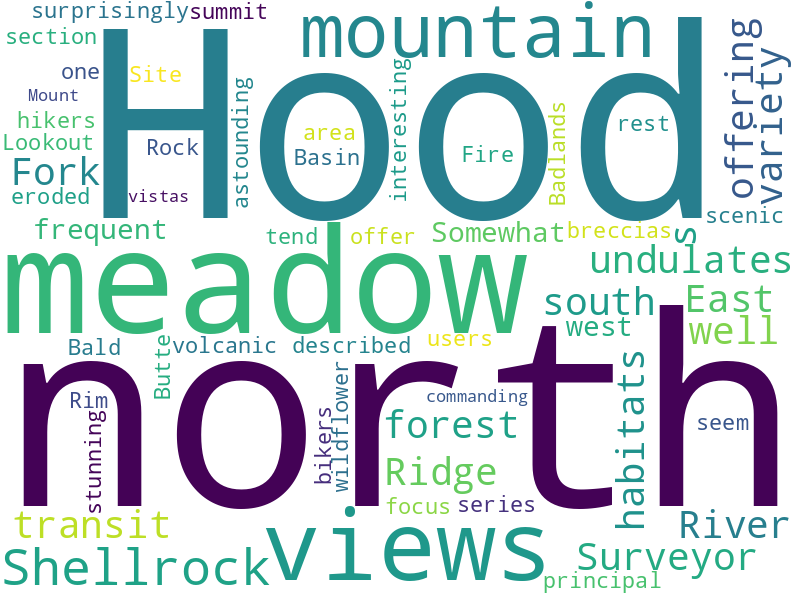 surprisingly summit
section
mountain
one
Site
Mount
Hood
offering
variety
astounding
interesting
Badlands
hikers
Lookout
Rock
area
Basin
Fire
rest
Fork
eroded
vistas
scenic
frequent
tend
offer
Somewhat
breccias
s
meadow
undulates
south
East
west
well
Bald
Butte
volcanic
described
users
north
Rim
stunning
bikers
wildflower
commanding
forest
habitats
seem
Ridge
focus
series
transit
views
River
Shellrock
Surveyor
principal